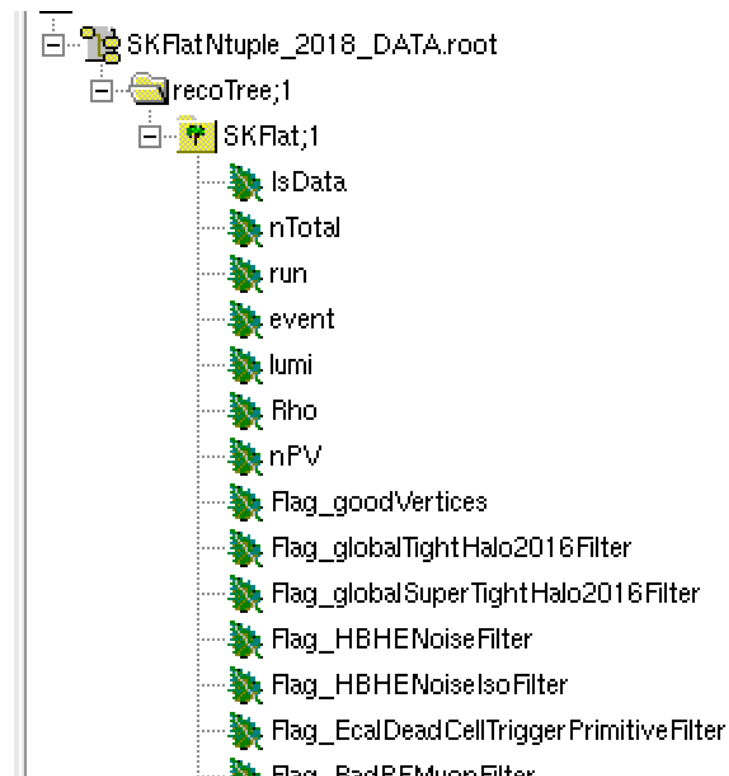 SKFlatNtuple_2018_DATA.root
recoTree;1
SKFlat;1
IsData
nTotal
run
event
lumi
Rho
nPV
Flag_goodVertices
Flag_globalTightHalo2016Filter
Flag_globalSuperTightHalo2016Filter
Flag_HBHENoiseFilter
Flag_HBHENoiseIsoFilter
Flag_EcalDeadCellTriggerPrimitiveFilter
Flag_BadPFMuonFilter